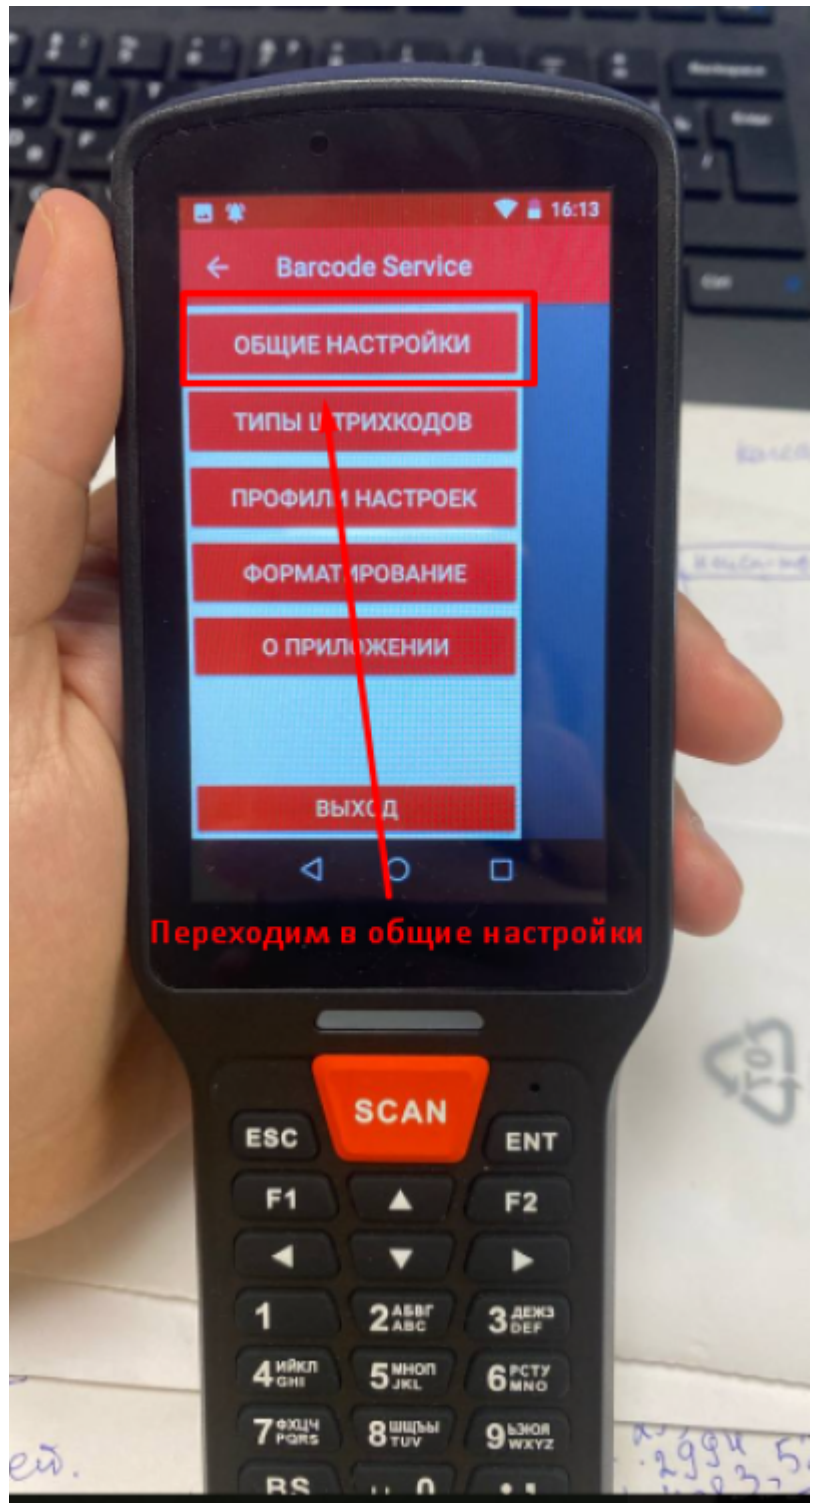 16:13
Barcode Service
ОБЩИЕ НАСТРОЙКИ
ТИПЫ ШТРИХКОДОВ
ПРОФИЛИ НАСТРОЕК
ФОРМАТИРОВАНИЕ
О ПРИЛОЖЕНИИ
ВЫХОД
Переходим в общие настройки
SCAN
ESC
ENT
F1
F2
1
2 АБВГ ABC
3 ДЕЖЗ DEF
4 ИЙКЛ GHI
5 МНОП JKL
6 РСТУ MNO
7 ФХЦЧ PQRS
8 ШЩЪЫ TUV
9 ЬЭЮЯ WXYZ
BS
0